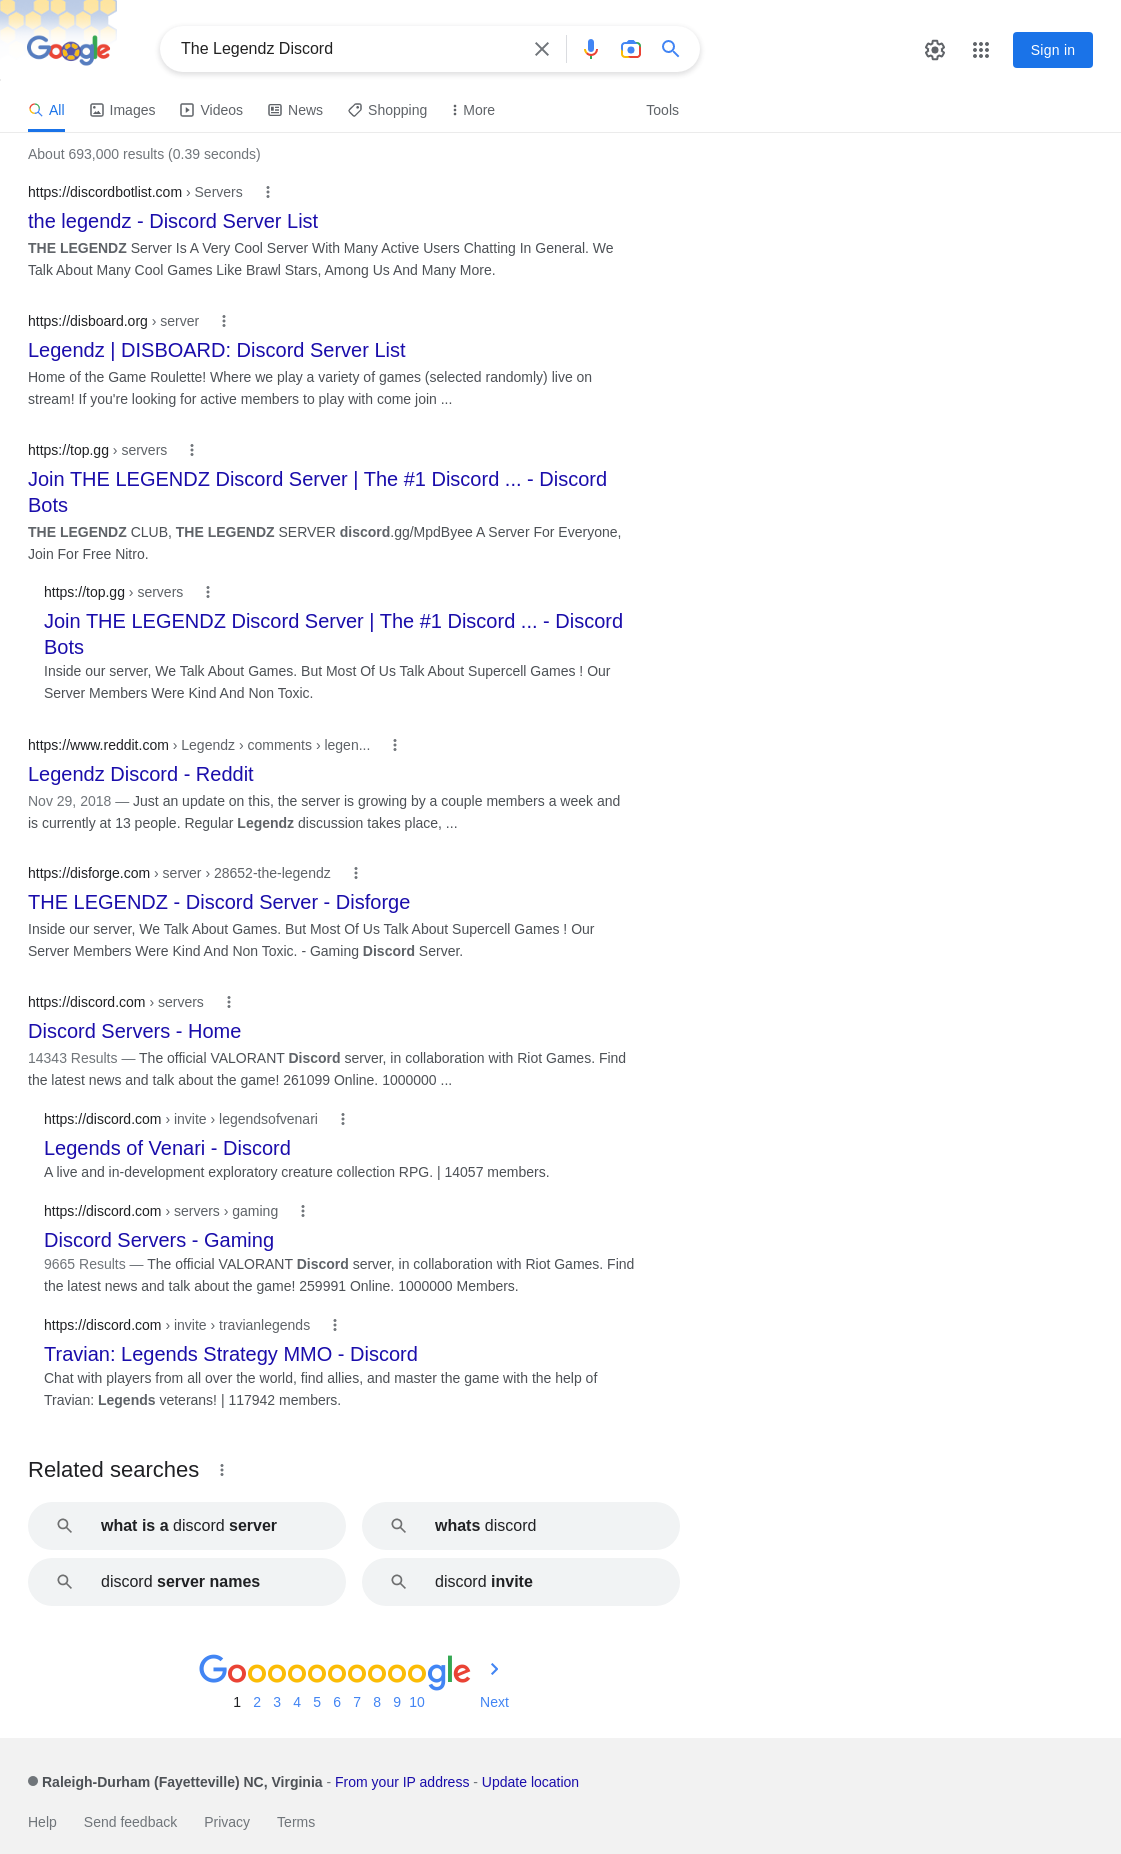 Google
The Legendz Discord
Sign in
All Images Videos News Shopping More Tools
About 693,000 results (0.39 seconds)
https://discordbotlist.com › Servers
the legendz - Discord Server List
THE LEGENDZ Server Is A Very Cool Server With Many Active Users Chatting In General. We
Talk About Many Cool Games Like Brawl Stars, Among Us And Many More.
https://disboard.org › server
Legendz | DISBOARD: Discord Server List
Home of the Game Roulette! Where we play a variety of games (selected randomly) live on
stream! If you're looking for active members to play with come join ...
https://top.gg › servers
Join THE LEGENDZ Discord Server | The #1 Discord ... - Discord
Bots
THE LEGENDZ CLUB, THE LEGENDZ SERVER discord.gg/MpdByee A Server For Everyone,
Join For Free Nitro.
https://top.gg › servers
Join THE LEGENDZ Discord Server | The #1 Discord ... - Discord
Bots
Inside our server, We Talk About Games. But Most Of Us Talk About Supercell Games ! Our
Server Members Were Kind And Non Toxic.
https://www.reddit.com › Legendz › comments › legen...
Legendz Discord - Reddit
Nov 29, 2018 — Just an update on this, the server is growing by a couple members a week and
is currently at 13 people. Regular Legendz discussion takes place, ...
https://disforge.com › server › 28652-the-legendz
THE LEGENDZ - Discord Server - Disforge
Inside our server, We Talk About Games. But Most Of Us Talk About Supercell Games ! Our
Server Members Were Kind And Non Toxic. - Gaming Discord Server.
https://discord.com › servers
Discord Servers - Home
14343 Results — The official VALORANT Discord server, in collaboration with Riot Games. Find
the latest news and talk about the game! 261099 Online. 1000000 ...
https://discord.com › invite › legendsofvenari
Legends of Venari - Discord
A live and in-development exploratory creature collection RPG. | 14057 members.
https://discord.com › servers › gaming
Discord Servers - Gaming
9665 Results — The official VALORANT Discord server, in collaboration with Riot Games. Find
the latest news and talk about the game! 259991 Online. 1000000 Members.
https://discord.com › invite › travianlegends
Travian: Legends Strategy MMO - Discord
Chat with players from all over the world, find allies, and master the game with the help of
Travian: Legends veterans! | 117942 members.
Related searches
what is a discord server
whats discord
discord server names
discord invite
Goooooooooogle
1 2 3 4 5 6 7 8 9 10 Next
Raleigh-Durham (Fayetteville) NC, Virginia - From your IP address - Update location
Help Send feedback Privacy Terms